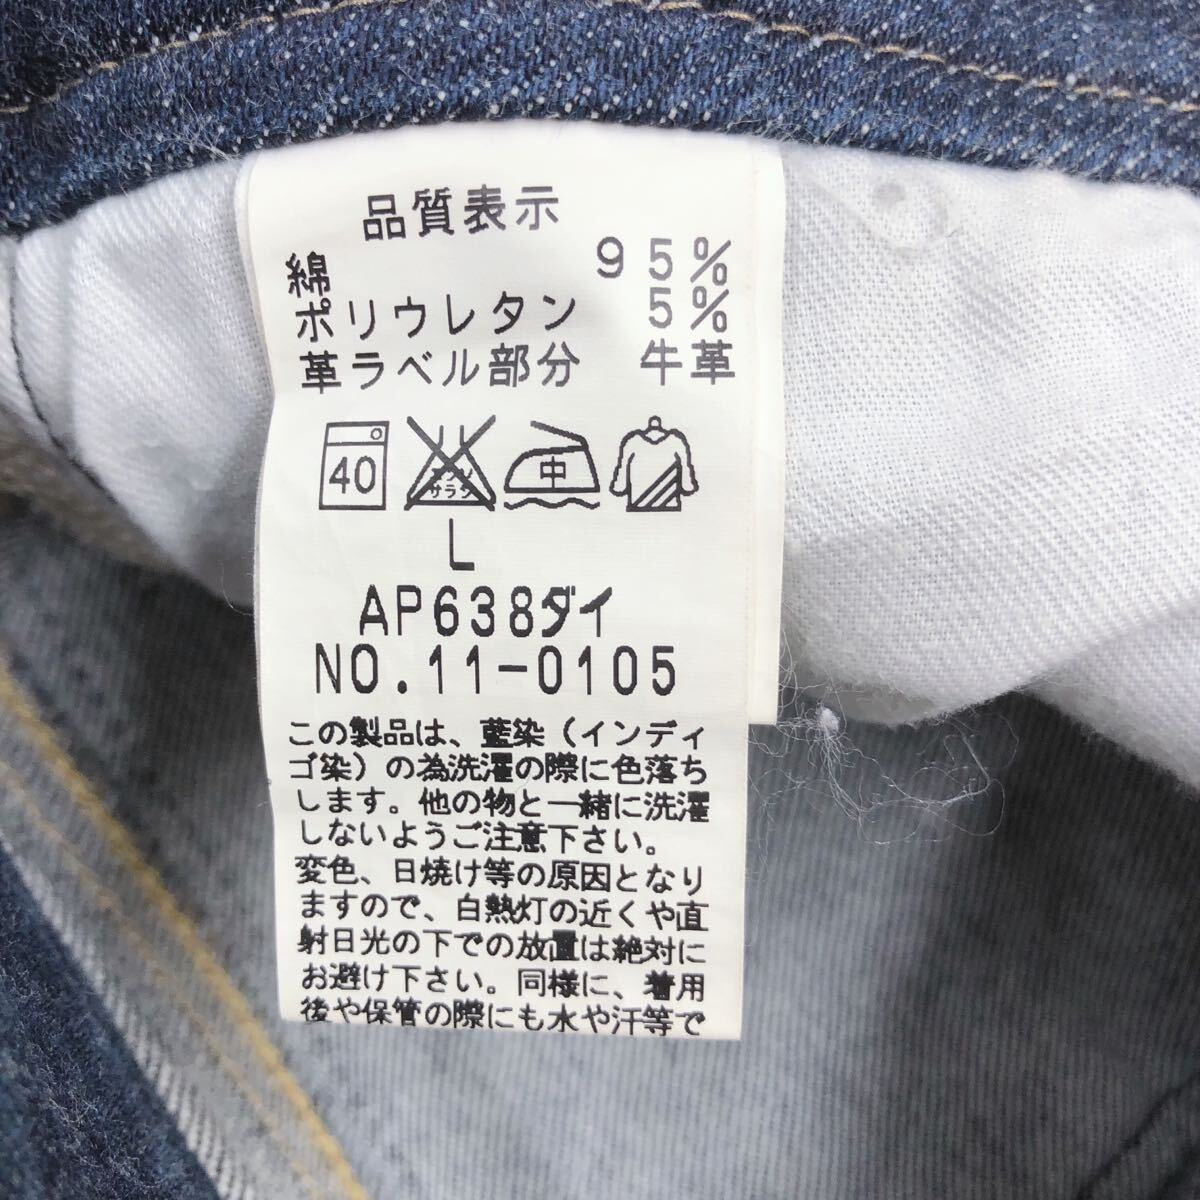 品質表示
綿 95%
ポリウレタン 5%
革ラベル部分 牛革
40 エンソ サラシ 中
L
AP638ダイ
NO.11-0105
この製品は、藍染（インディ
ゴ染）の為洗濯の際に色落ち
します。他の物と一緒に洗濯
しないようご注意下さい。
変色、日焼け等の原因となり
ますので、白熱灯の近くや直
射日光の下での放置は絶対に
お避け下さい。同様に、着用
後や保管の際にも水や汗等で